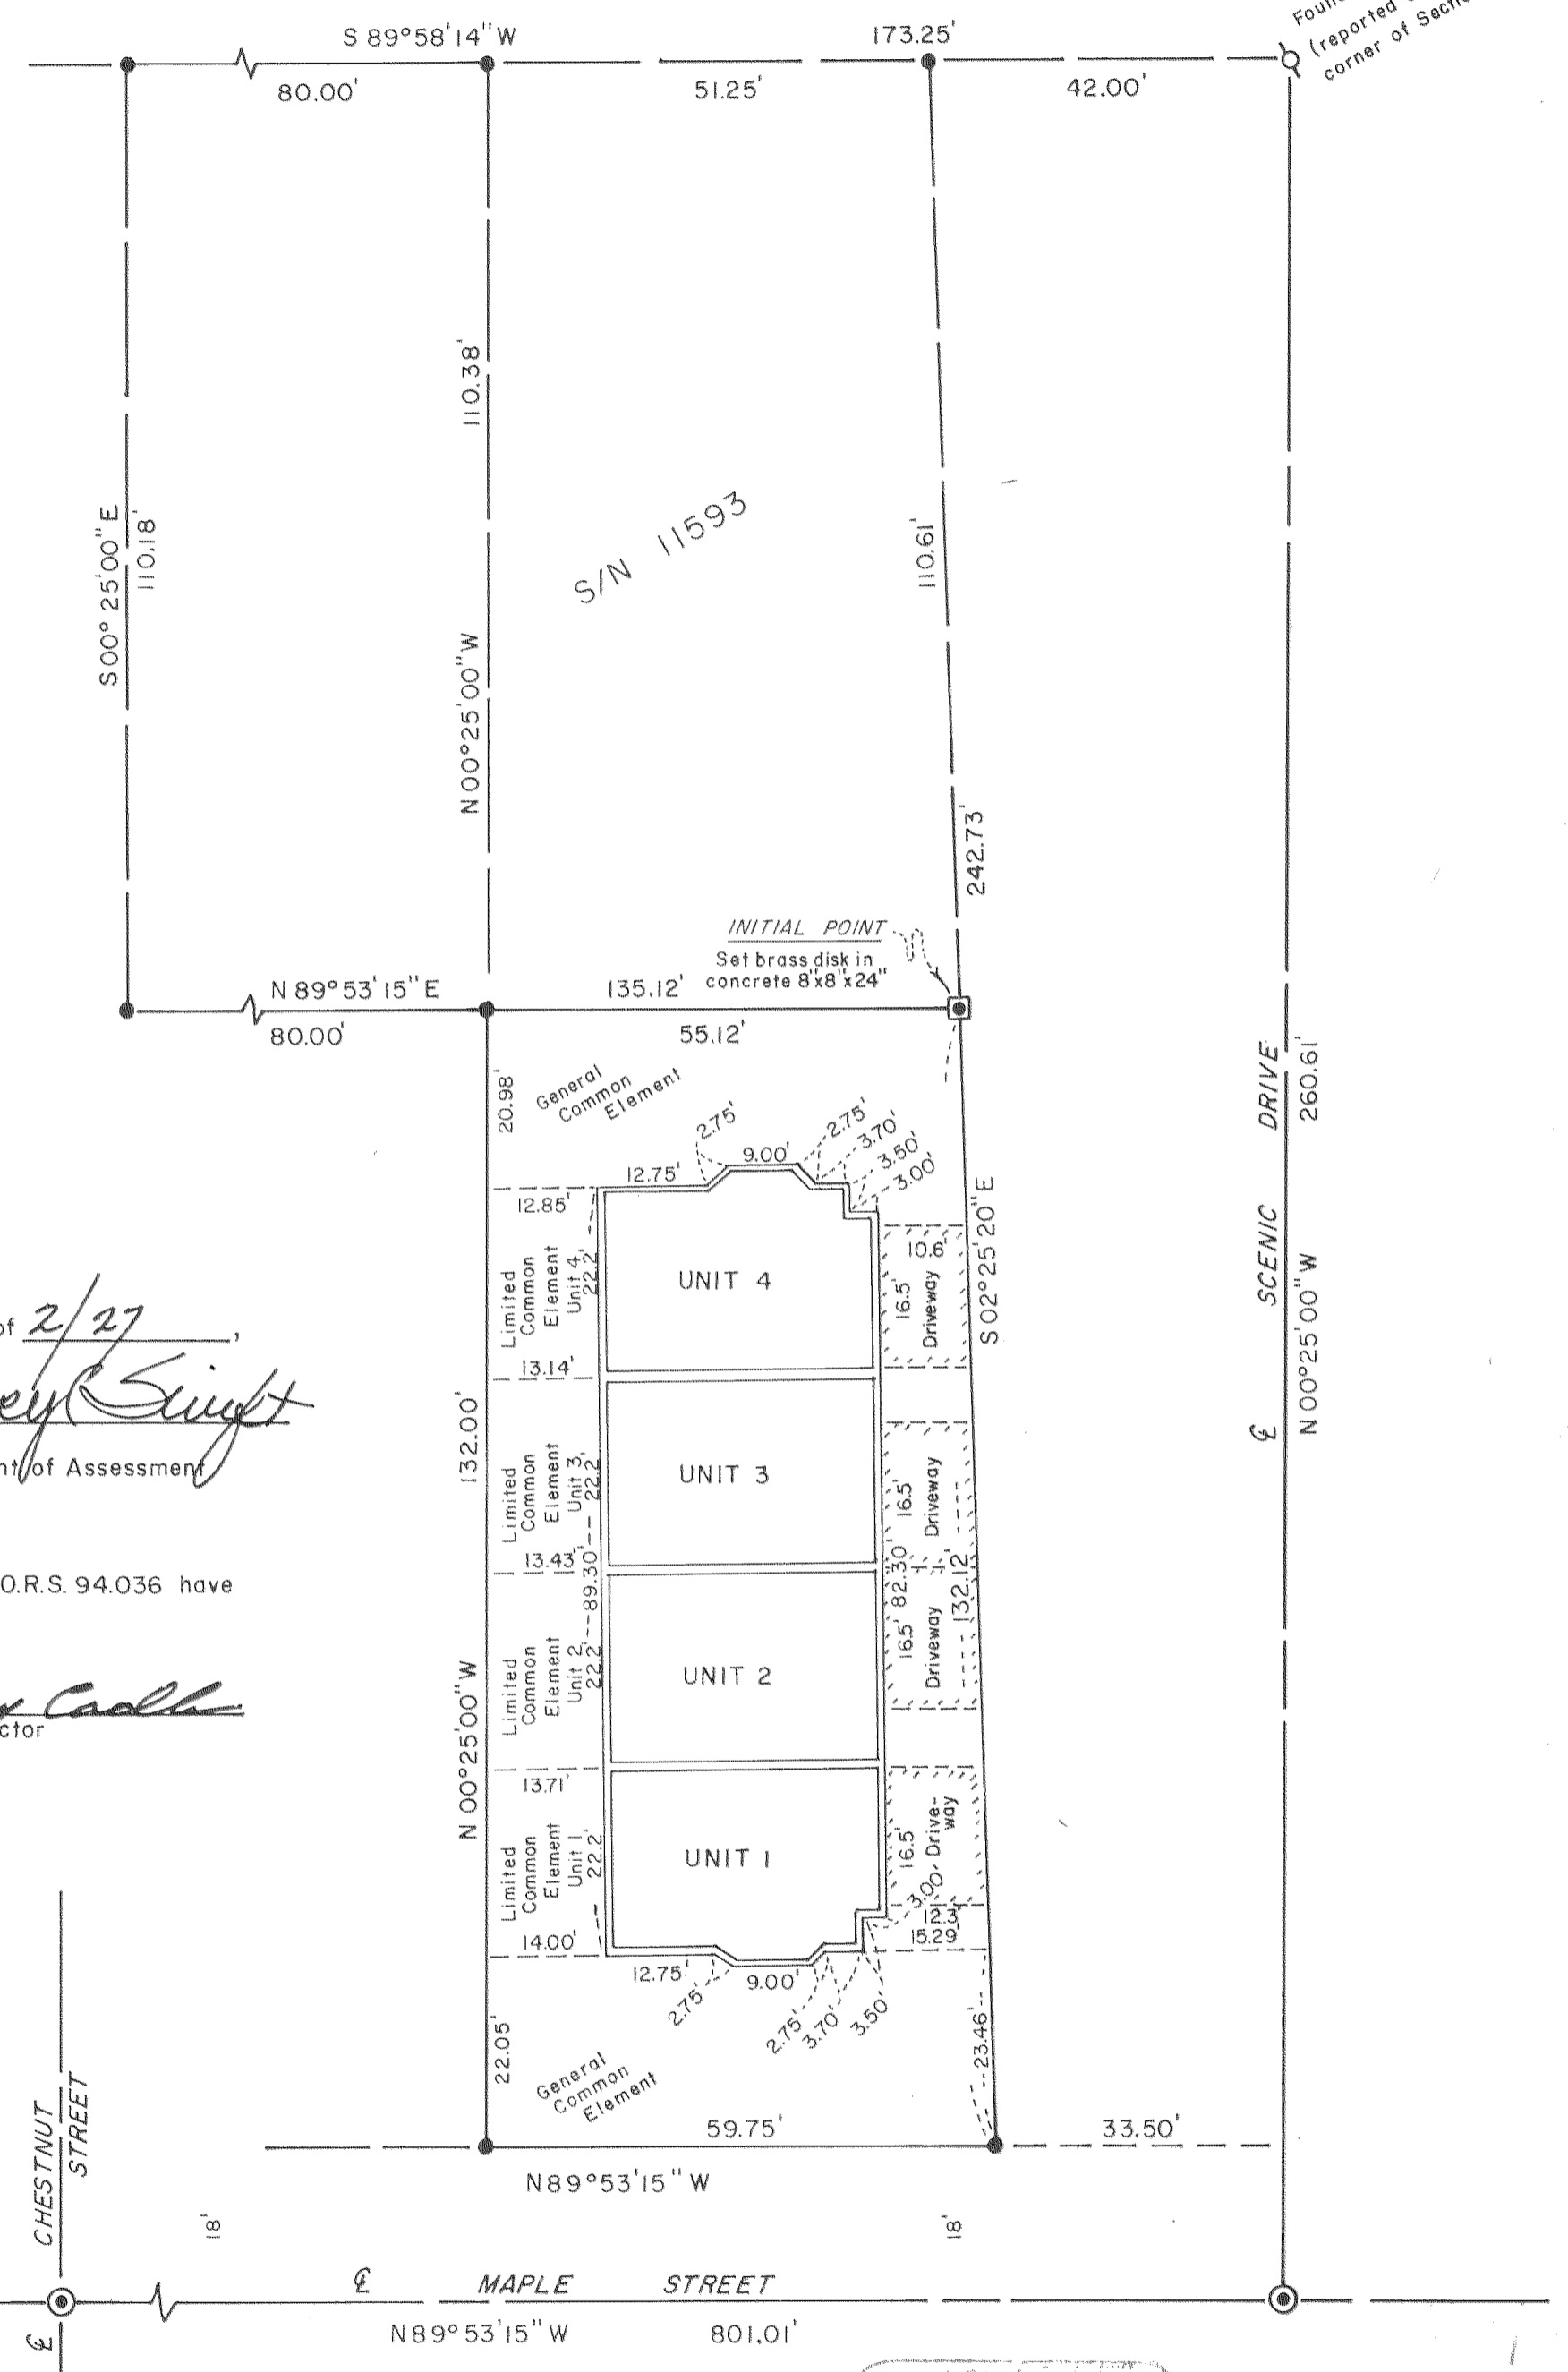 Foun
(reported
corner of Secti
S 89°58'14" W
173.25'
80.00'
51.25'
42.00'
110.38'
S 00°25'00" E
110.18'
S/N 11593
110.61'
N 00°25'00" W
242.73'
INITIAL POINT
Set brass disk in
concrete 8"x8"x24"
N 89°53'15" E
135.12'
80.00'
55.12'
SCENIC DRIVE
260.61'
N 00°25'00" W
20.98'
General
Common
Element
2.75'
9.00'
2.75'
3.70'
3.50'
3.00'
12.75'
12.85'
S 02°25'20" E
Limited
Common
Element
Unit 4
22.2'
UNIT 4
10.6'
16.5'
Driveway
13.14'
of 2/27,
nt of Assessment
132.00'
Limited
Common
Element
Unit 3
22.2'
UNIT 3
16.5'
Driveway
13.43'
89.30'
82.30'
132.12'
O.R.S. 94.036 have
Limited
Common
Element
Unit 2
22.2'
UNIT 2
16.5'
Driveway
ctor
N 00°25'00" W
13.71'
Limited
Common
Element
Unit 1
22.2'
UNIT 1
16.5'
Drive-
way
3.00'
15.29'
14.00'
12.75'
2.75'
9.00'
2.75'
3.70'
3.50'
22.05'
23.46'
General
Common
Element
59.75'
33.50'
N 89°53'15" W
CHESTNUT
STREET
18'
18'
MAPLE STREET
N 89°53'15" W
801.01'